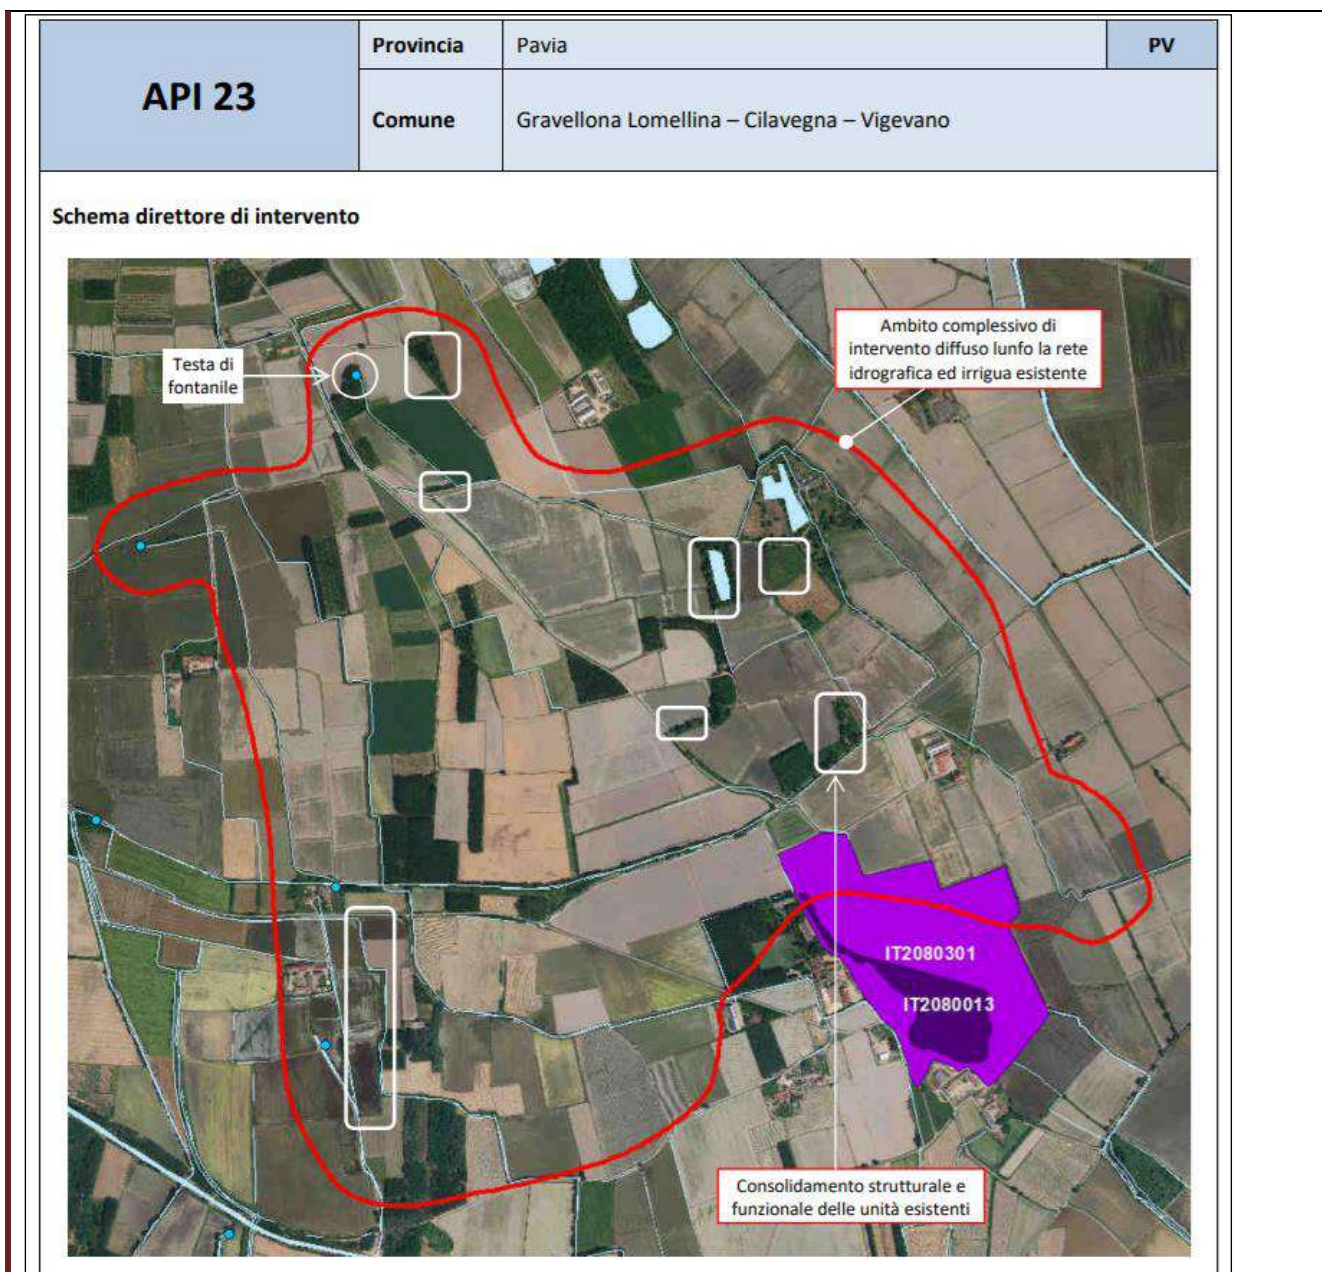 API 23
Provincia
Pavia
PV
Comune
Gravellona Lomellina – Cilavegna – Vigevano
Schema direttore di intervento
Testa di
fontanile
Ambito complessivo di
intervento diffuso lunfo la rete
idrografica ed irrigua esistente
IT2080301
IT2080013
Consolidamento strutturale e
funzionale delle unità esistenti